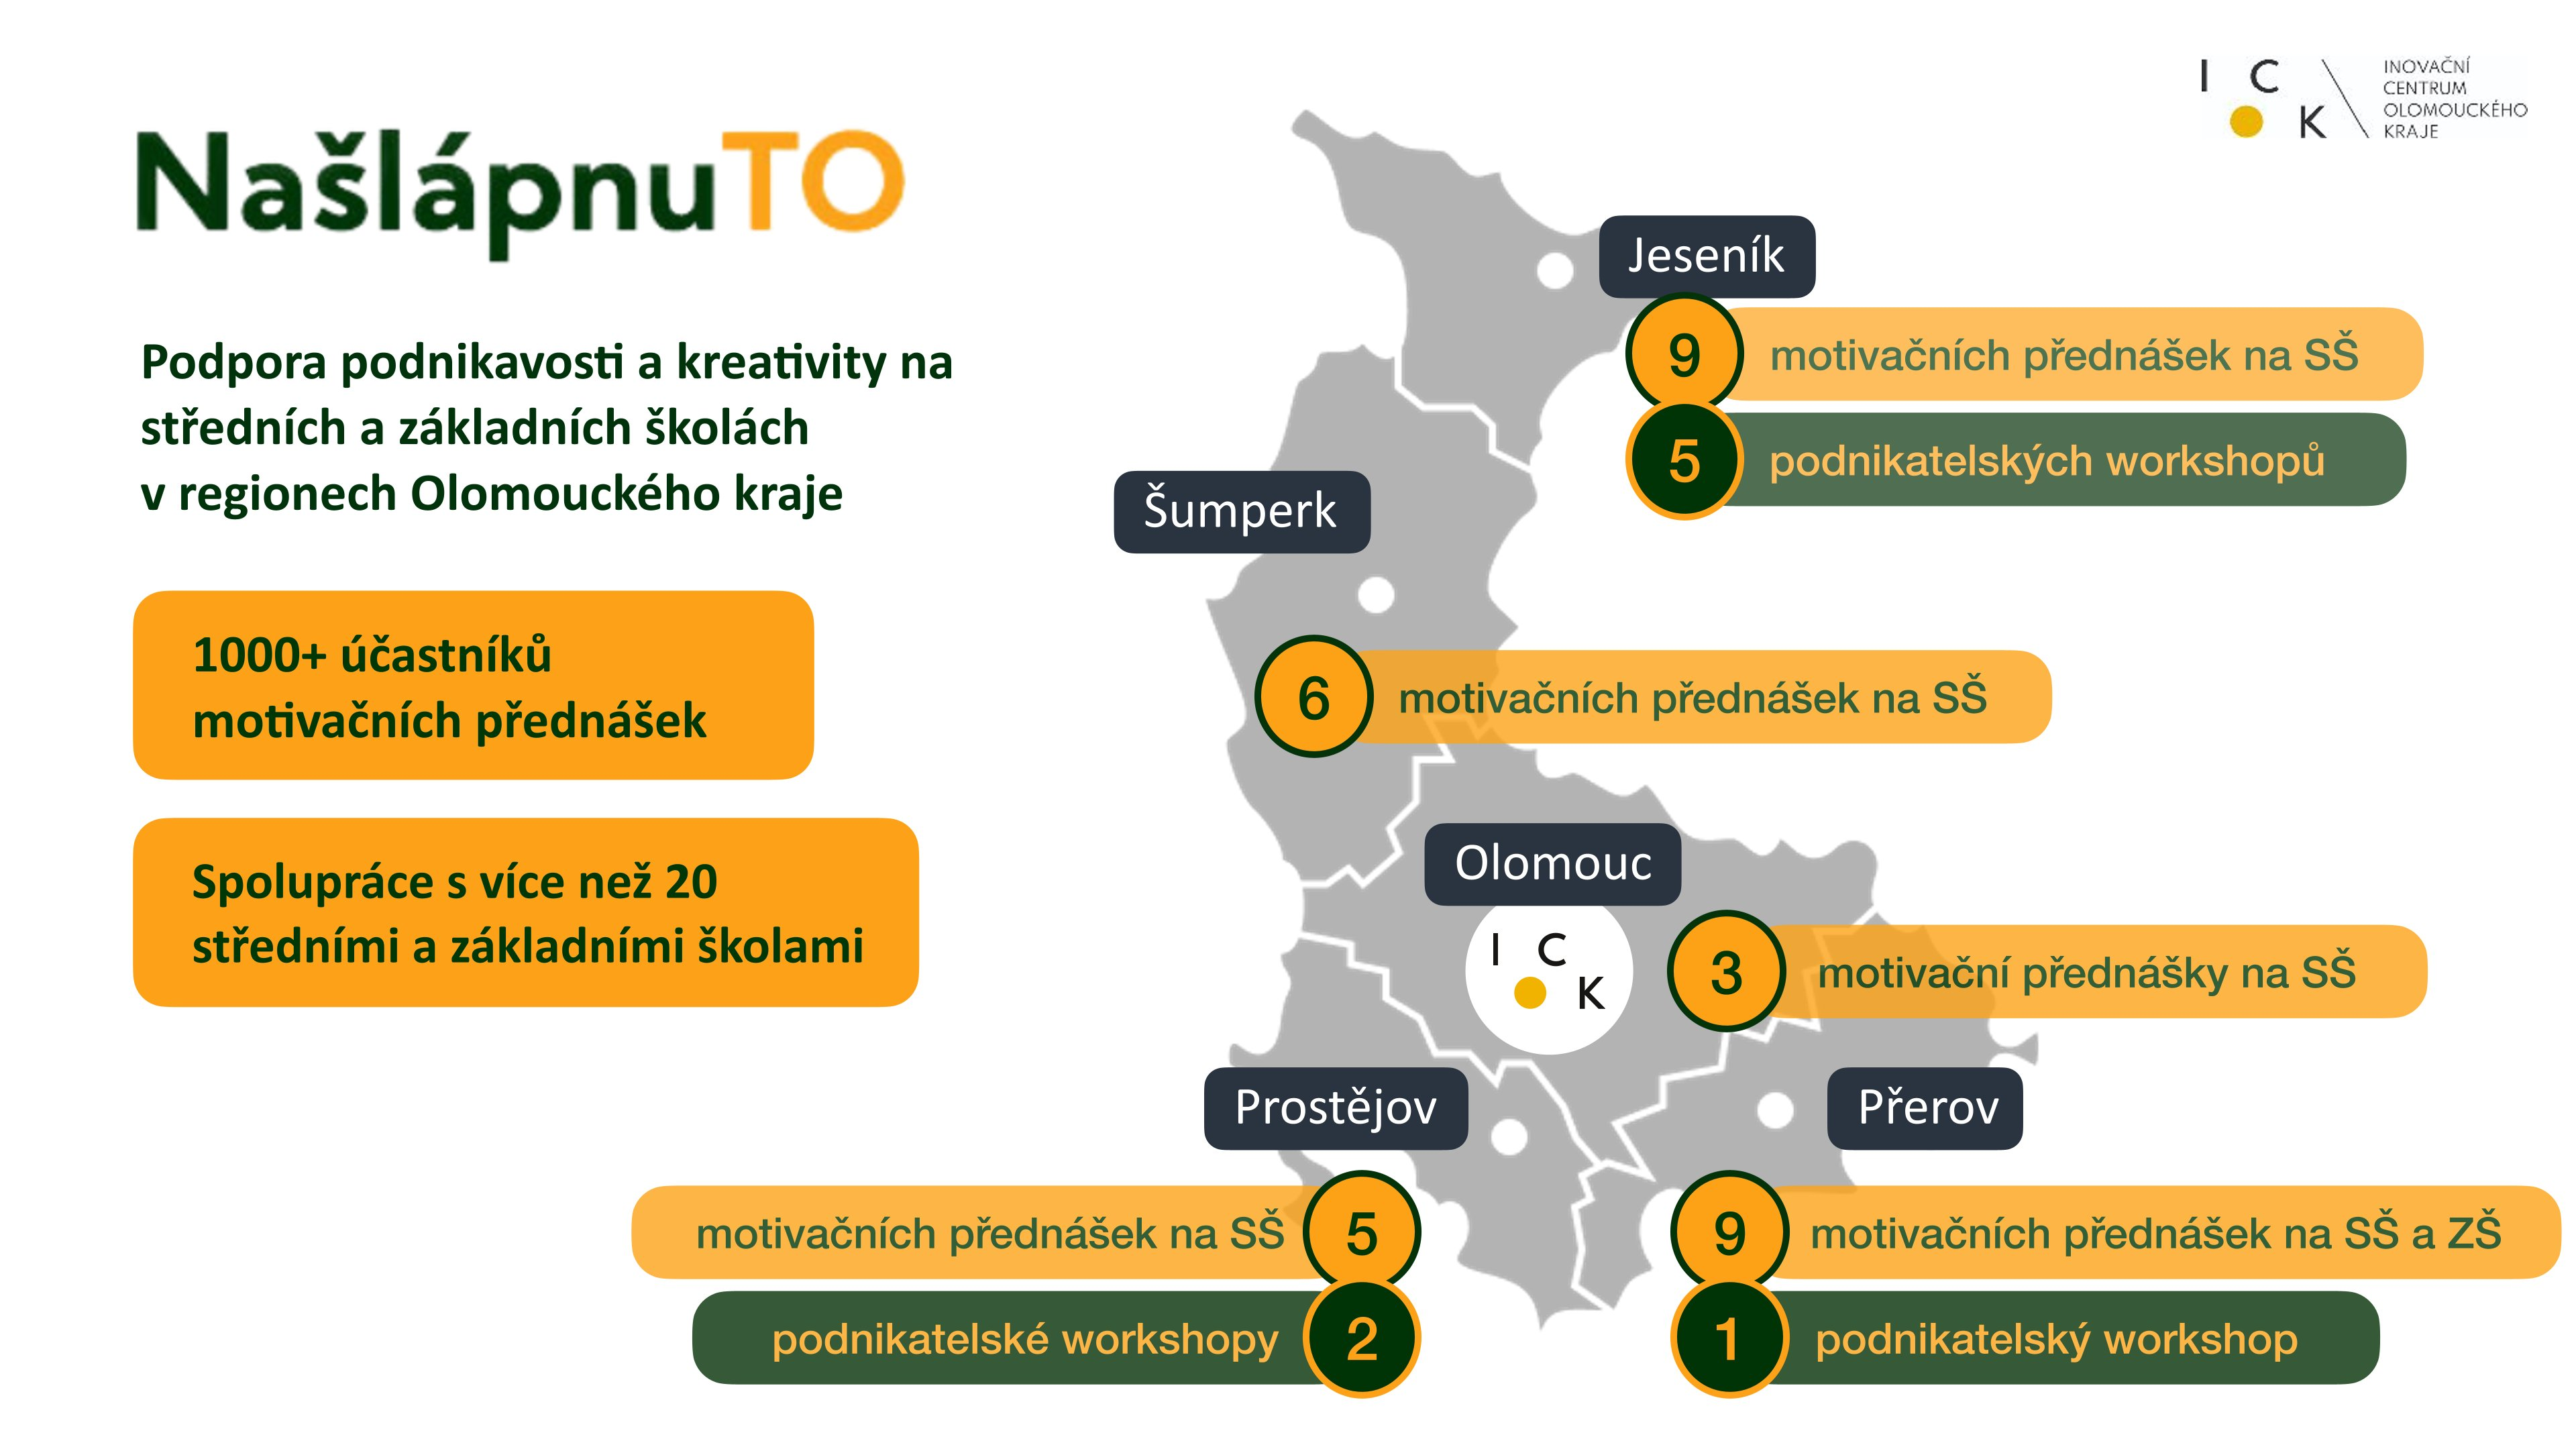 NašlápnuTO
I C
K
INOVAČNÍ
CENTRUM
OLOMOUCKÉHO
KRAJE
Podpora podnikavosti a kreativity na
středních a základních školách
v regionech Olomouckého kraje
1000+ účastníků
motivačních přednášek
Spolupráce s více než 20
středními a základními školami
Jeseník
9 motivačních přednášek na SŠ
5 podnikatelských workshopů
Šumperk
6 motivačních přednášek na SŠ
Olomouc
I C
K
3 motivační přednášky na SŠ
Prostějov
motivačních přednášek na SŠ 5
podnikatelské workshopy 2
Přerov
9 motivačních přednášek na SŠ a ZŠ
1 podnikatelský workshop